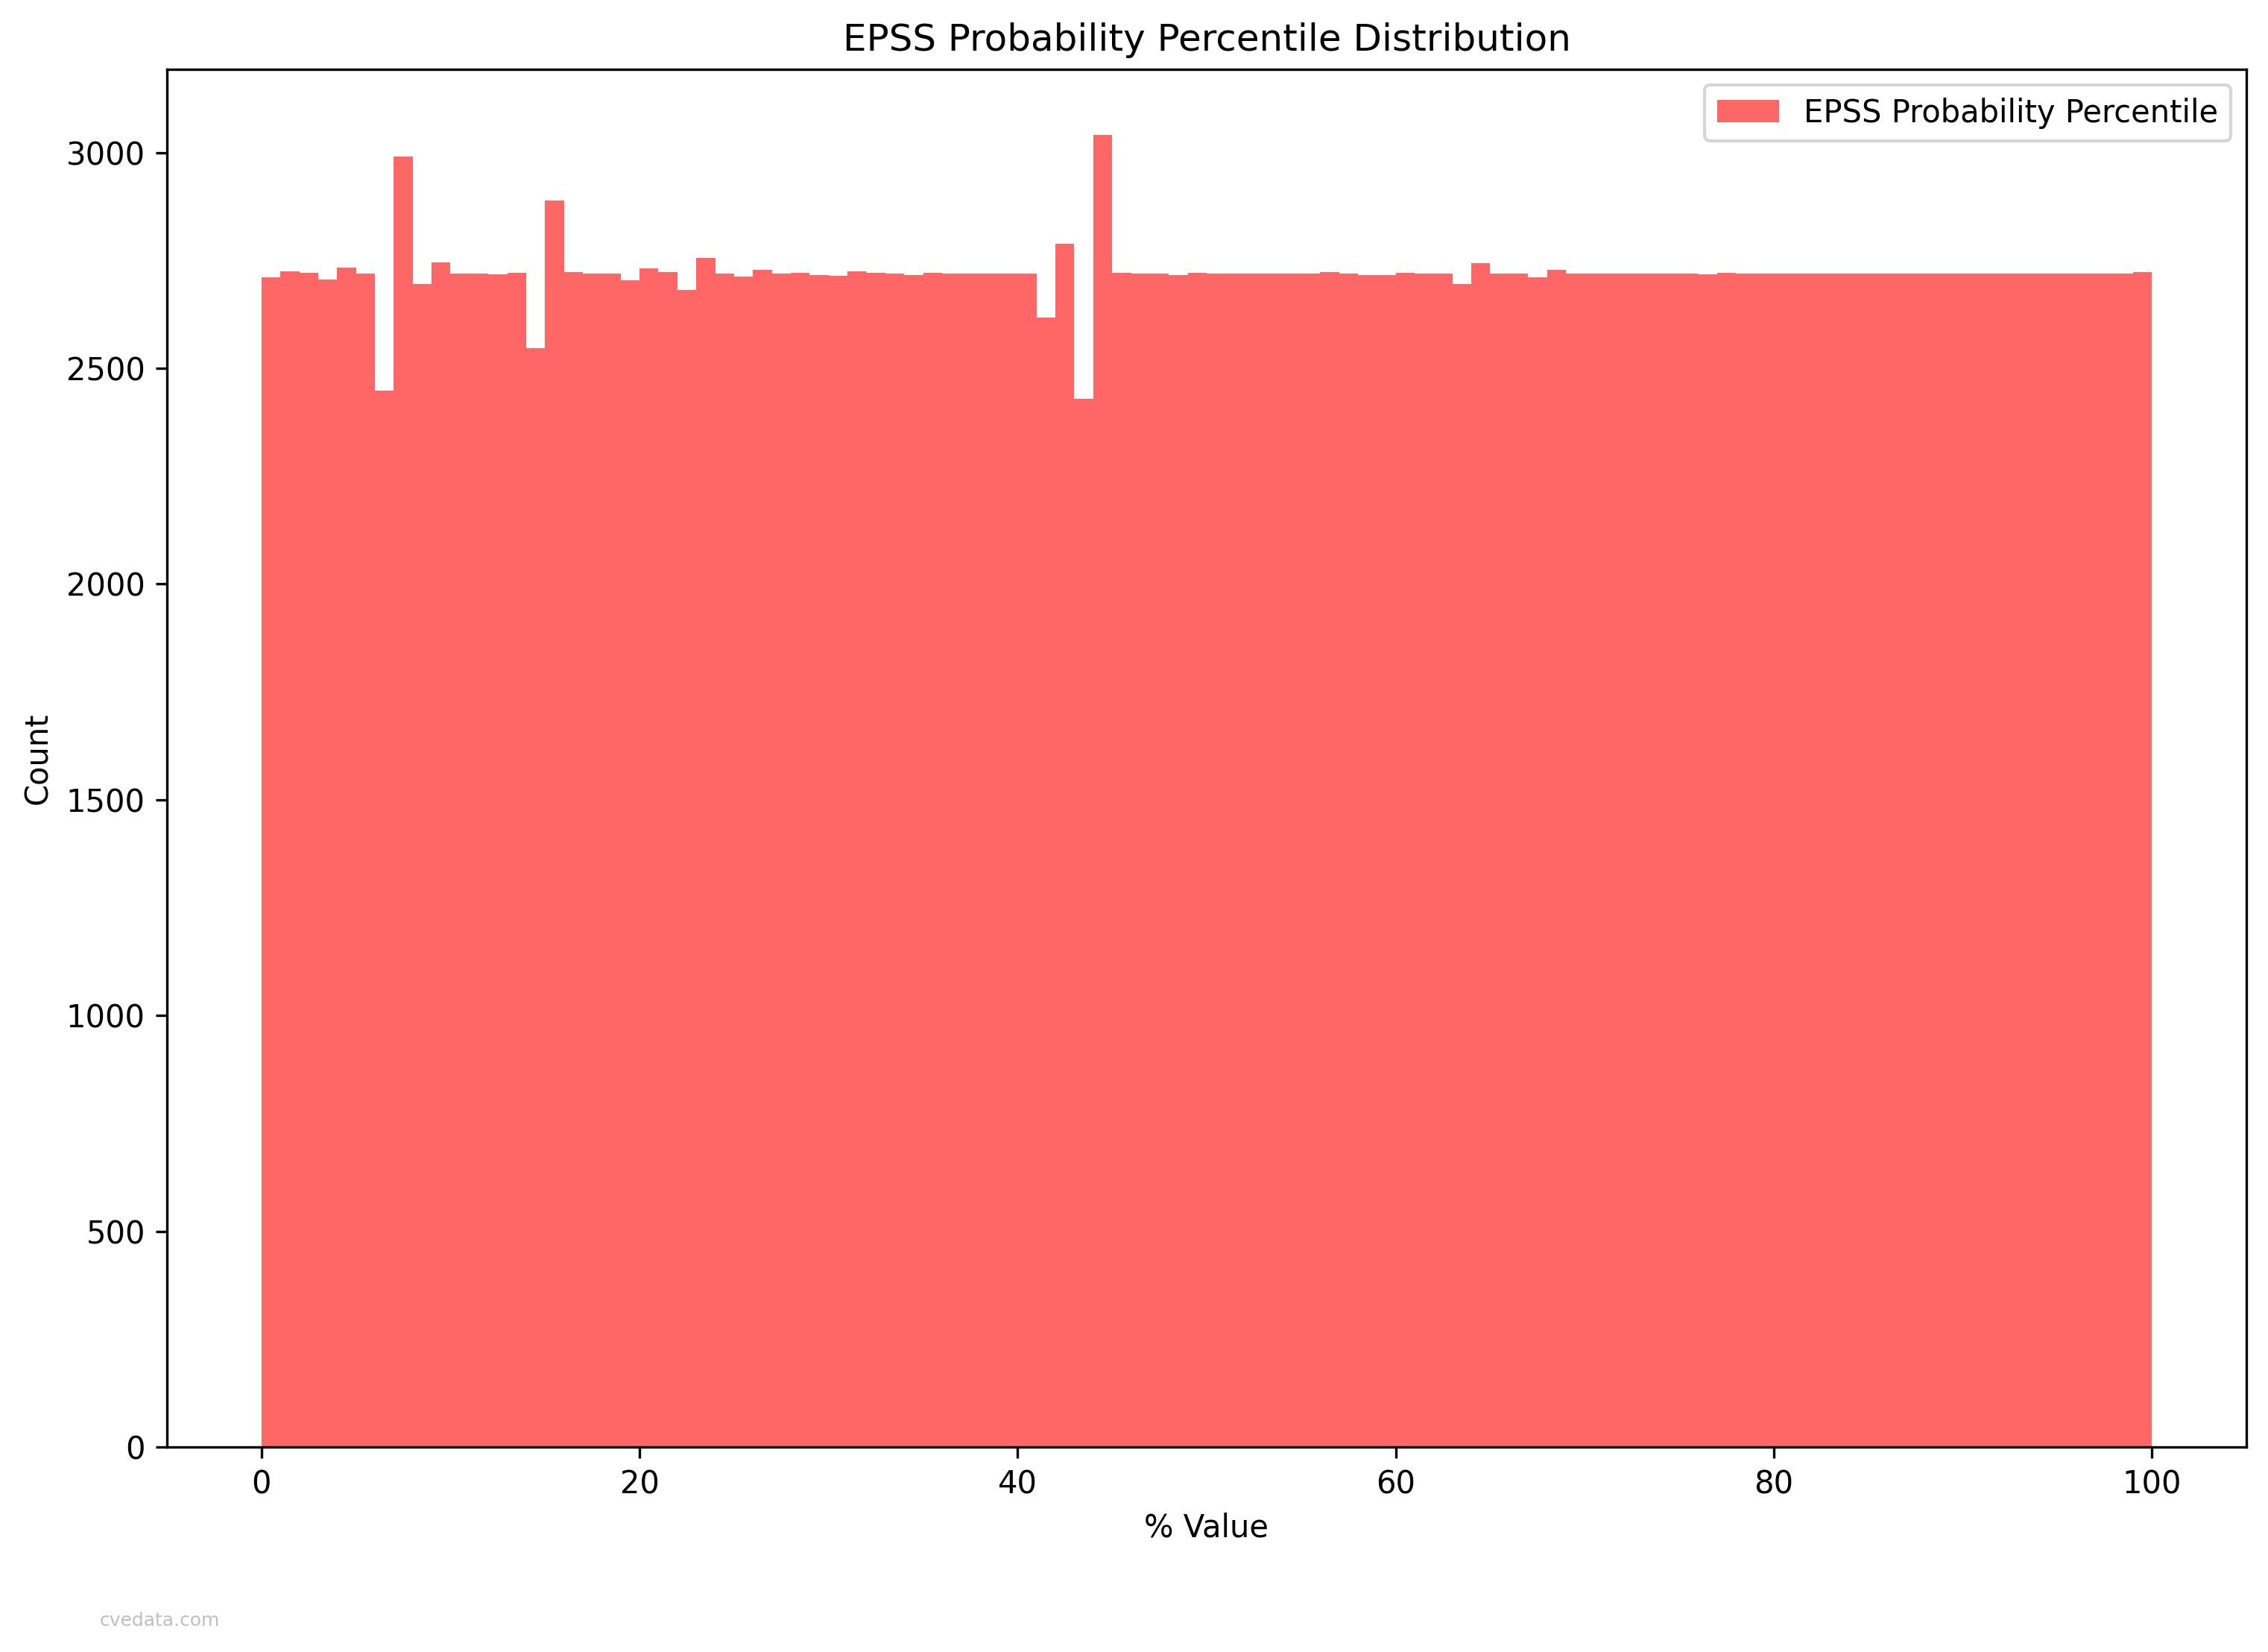 EPSS Probability Percentile Distribution
EPSS Probability Percentile
3000
2500
2000
1500
1000
500
0
Count
0 20 40 60 80 100
% Value
cvedata.com